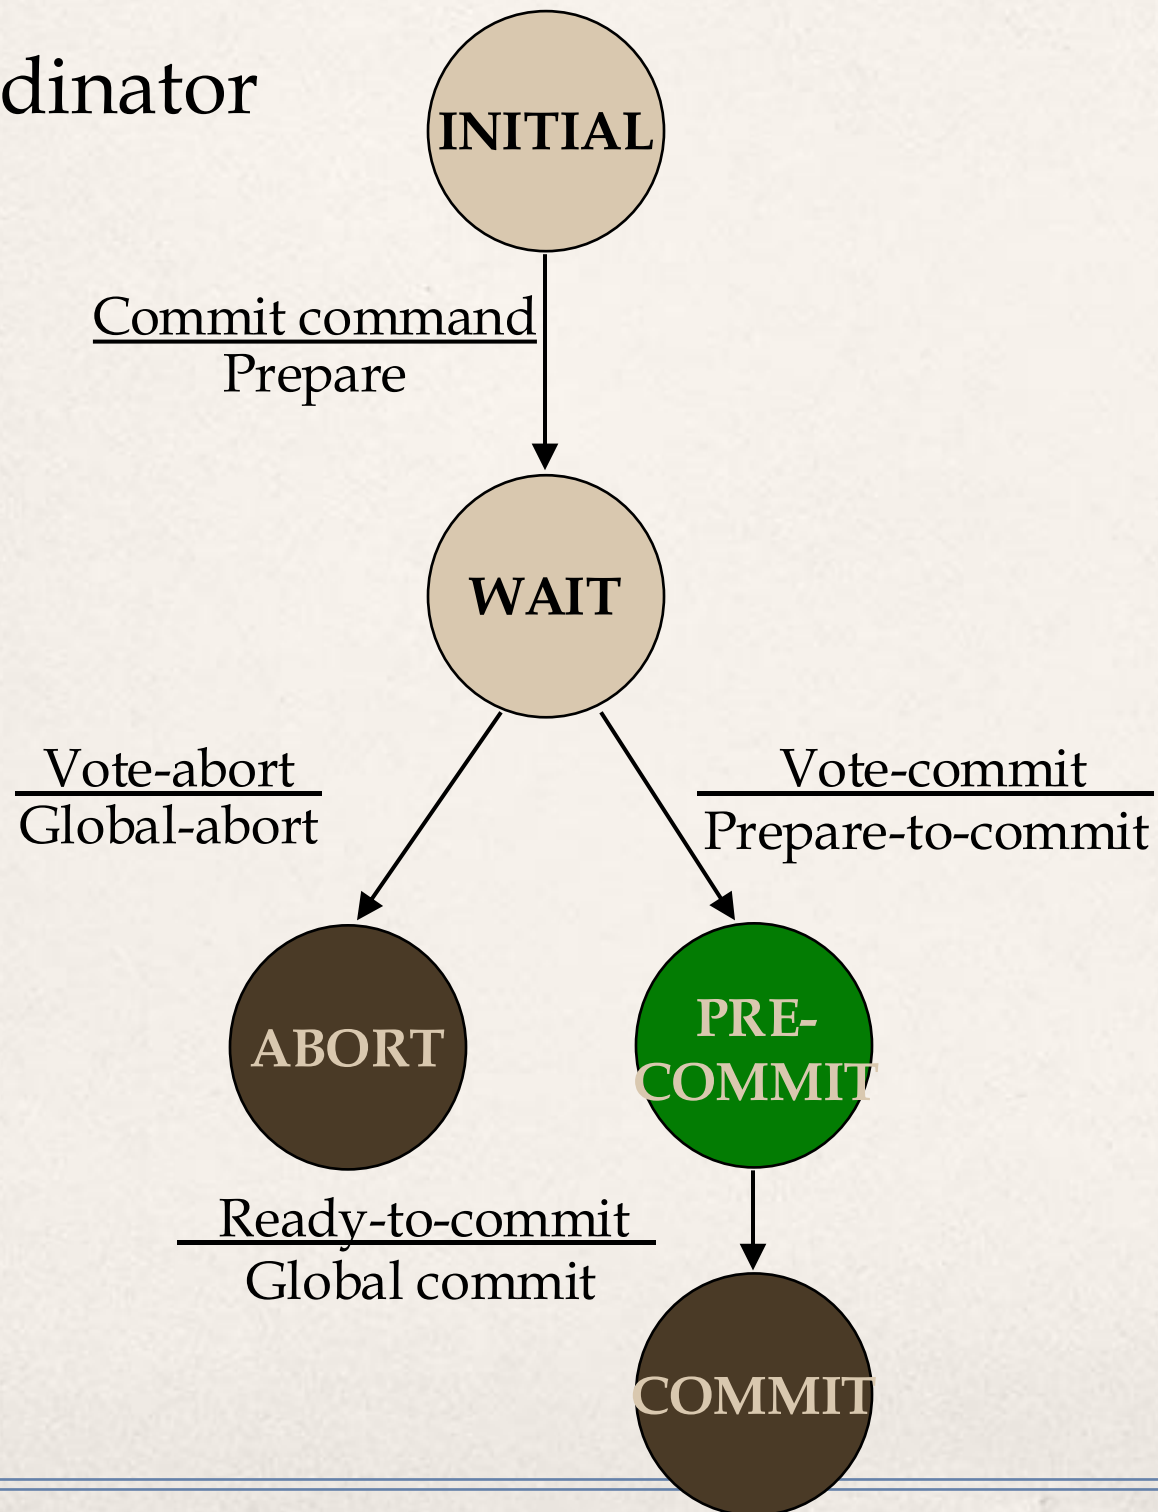 dinator
INITIAL
Commit command
Prepare
WAIT
Vote-abort
Global-abort
Vote-commit
Prepare-to-commit
ABORT
PRE-
COMMIT
Ready-to-commit
Global commit
COMMIT